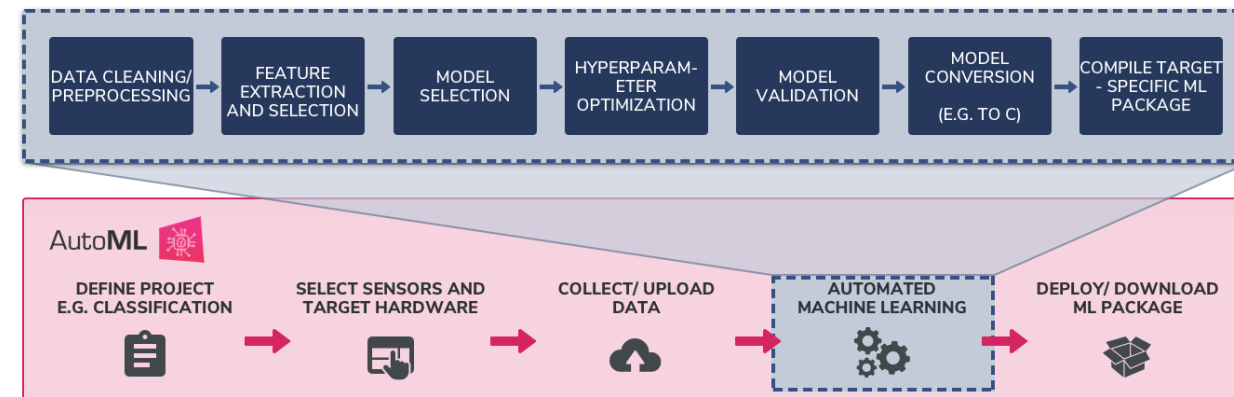 DATA CLEANING/
PREPROCESSING
FEATURE
EXTRACTION
AND SELECTION
MODEL
SELECTION
HYPERPARAM-
ETER
OPTIMIZATION
MODEL
VALIDATION
MODEL
CONVERSION
(E.G. TO C)
COMPILE TARGET
- SPECIFIC ML
PACKAGE
AutoML
DEFINE PROJECT
E.G. CLASSIFICATION
SELECT SENSORS AND
TARGET HARDWARE
COLLECT/ UPLOAD
DATA
AUTOMATED
MACHINE LEARNING
DEPLOY/ DOWNLOAD
ML PACKAGE